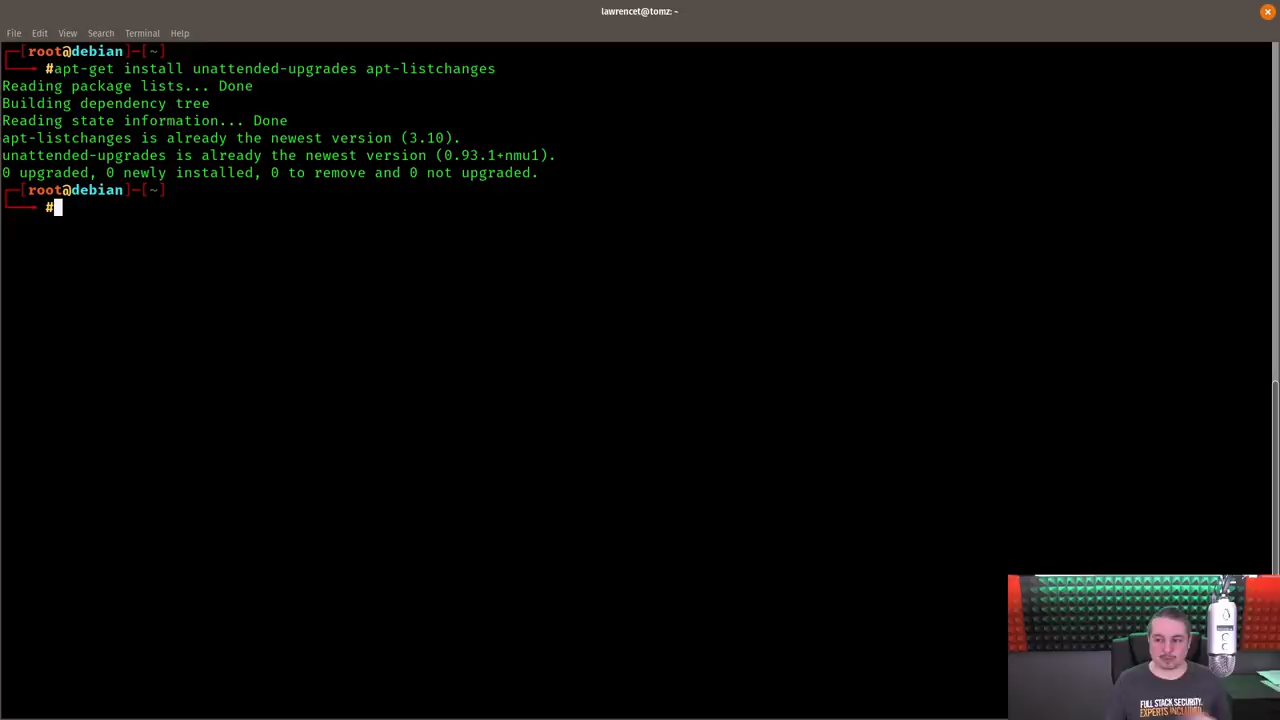 lawrencet@tomz: ~
File Edit View Search Terminal Help
┌─[root@debian]─[~]
└──╼ #apt-get install unattended-upgrades apt-listchanges
Reading package lists... Done
Building dependency tree
Reading state information... Done
apt-listchanges is already the newest version (3.10).
unattended-upgrades is already the newest version (0.93.1+nmu1).
0 upgraded, 0 newly installed, 0 to remove and 0 not upgraded.
┌─[root@debian]─[~]
└──╼ #
FULL STACK SECURITY.
EXPERTS INCLUDED.